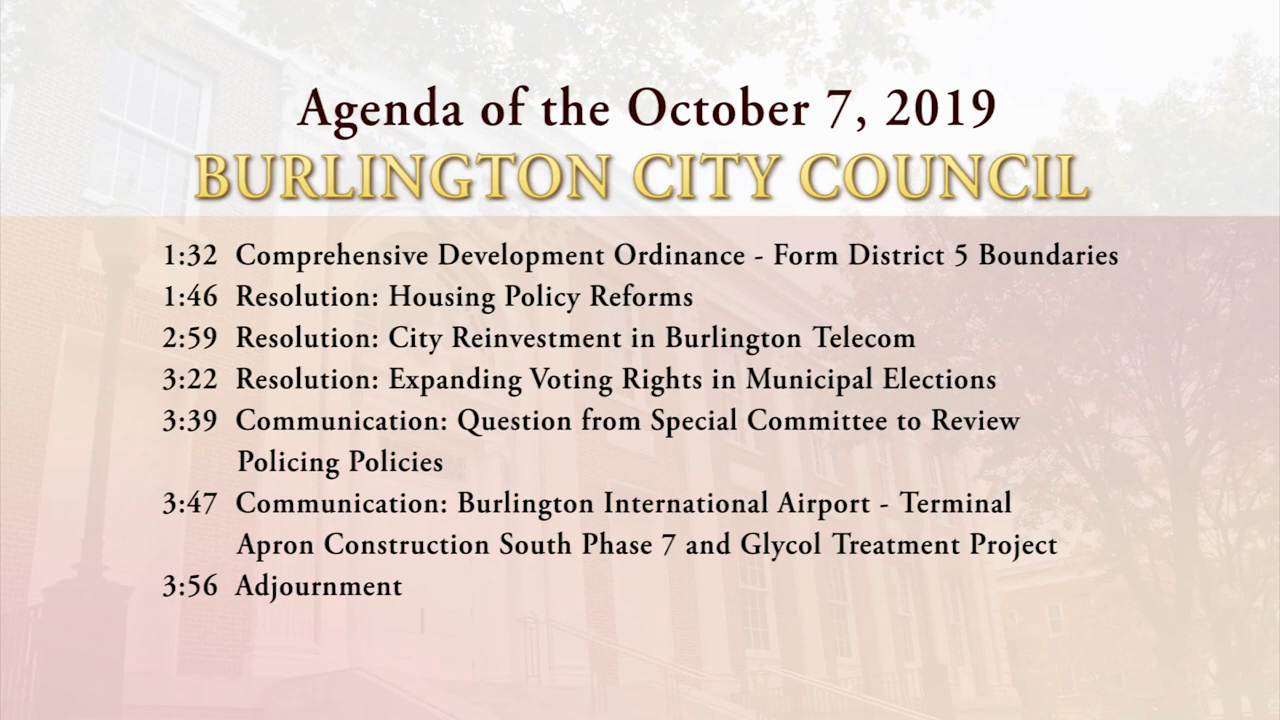 Agenda of the October 7, 2019
BURLINGTON CITY COUNCIL
1:32 Comprehensive Development Ordinance - Form District 5 Boundaries
1:46 Resolution: Housing Policy Reforms
2:59 Resolution: City Reinvestment in Burlington Telecom
3:22 Resolution: Expanding Voting Rights in Municipal Elections
3:39 Communication: Question from Special Committee to Review
Policing Policies
3:47 Communication: Burlington International Airport - Terminal
Apron Construction South Phase 7 and Glycol Treatment Project
3:56 Adjournment